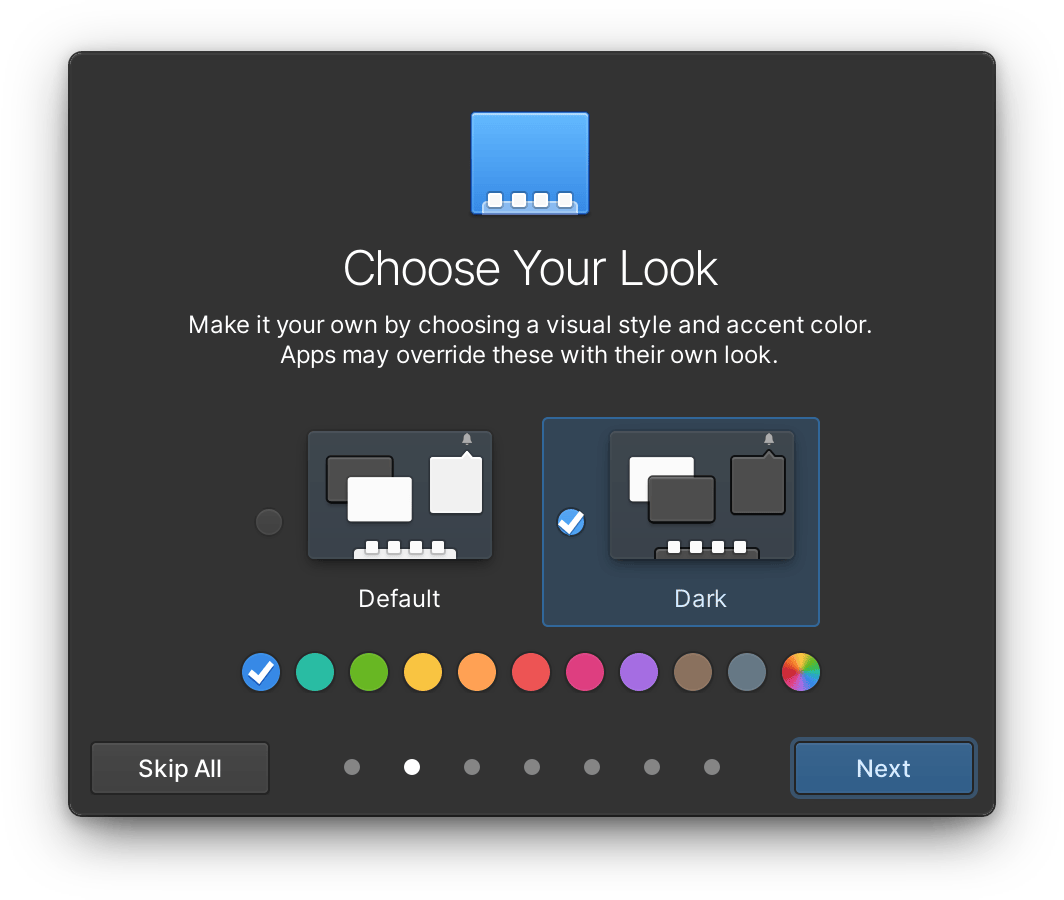 Choose Your Look
Make it your own by choosing a visual style and accent color.
Apps may override these with their own look.
Default
Dark
Skip All
Next